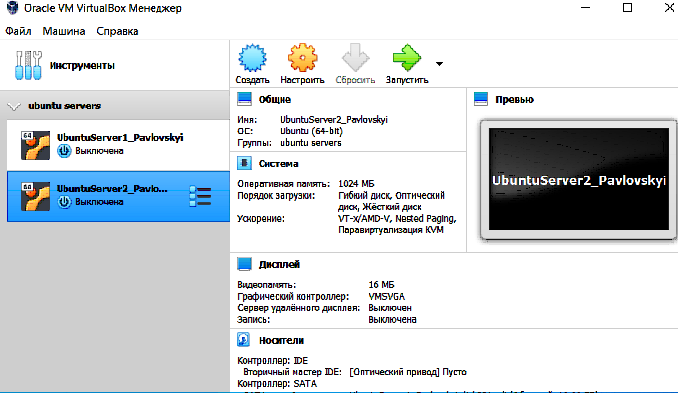 Oracle VM VirtualBox Менеджер
Файл Машина Справка
Инструменты
Создать Настроить Сбросить Запустить
ubuntu servers
64
UbuntuServer1_Pavlovskyi
Выключена
64
UbuntuServer2_Pavlo...
Выключена
Общие
Имя: UbuntuServer2_Pavlovskyi
ОС: Ubuntu (64-bit)
Группы: ubuntu servers
Превью
UbuntuServer2_Pavlovskyi
Система
Оперативная память: 1024 МБ
Порядок загрузки: Гибкий диск, Оптический
диск, Жёсткий диск
Ускорение: VT-x/AMD-V, Nested Paging,
Паравиртуализация KVM
Дисплей
Видеопамять: 16 МБ
Графический контроллер: VMSVGA
Сервер удалённого дисплея: Выключен
Запись: Выключена
Носители
Контроллер: IDE
Вторичный мастер IDE: [Оптический привод] Пусто
Контроллер: SATA